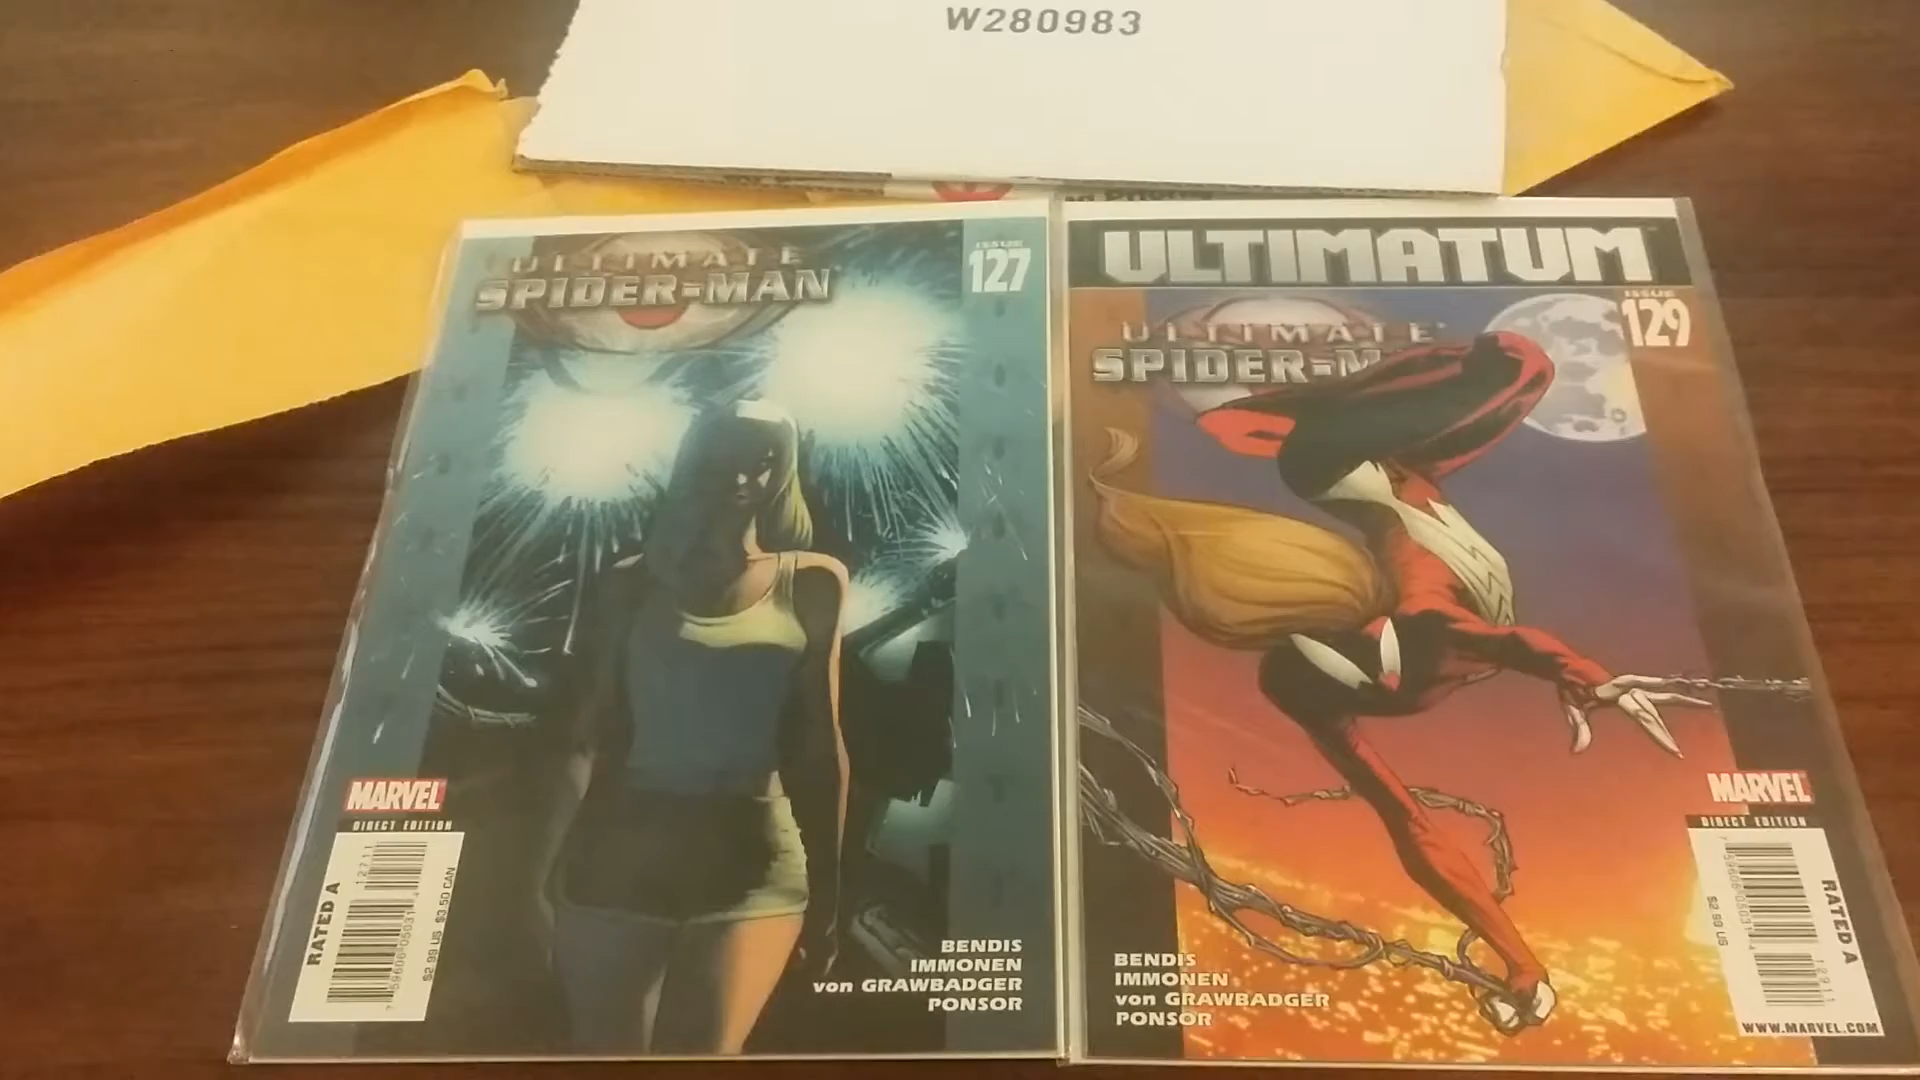 W280983
ULTIMATE
SPIDER-MAN
ISSUE
127
MARVEL
DIRECT EDITION
RATED A
$2.99 US $3.50 CAN
12711
BENDIS
IMMONEN
von GRAWBADGER
PONSOR
ULTIMATUM
ISSUE
129
ULTIMATE
SPIDER-M
MARVEL
DIRECT EDITION
RATED A
$2.99 US
12911
WWW.MARVEL.COM
BENDIS
IMMONEN
von GRAWBADGER
PONSOR